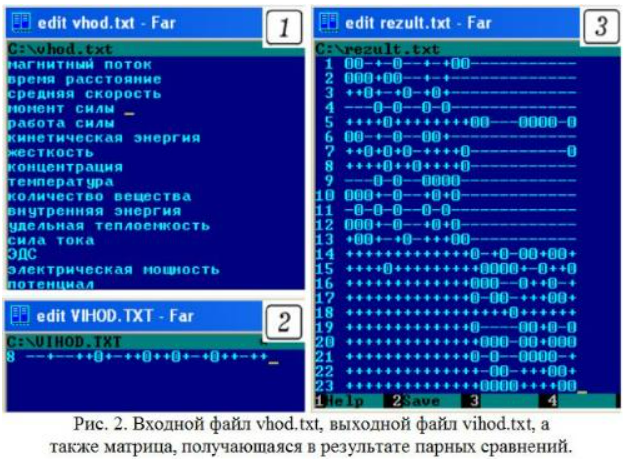 edit vhod.txt - Far
1
C:\vhod.txt
магнитный поток
время расстояние
средняя скорость
момент силы _
работа силы
кинетическая энергия
жесткость
концентрация
температура
количество вещества
внутренняя энергия
удельная теплоемкость
сила тока
ЭДС
электрическая мощность
потенциал
edit VIHOD.TXT - Far
2
C:\VIHOD.TXT
8 --+--++0+-++0++0+-+0++-++_
edit rezult.txt - Far
3
C:\rezult.txt
1 00-+-0--+-+00-------------
2 000+00--+-+---------------
3 ++0+-+0-+0+---------------
4 ---0-0--0-0---------------
5 ++++0++++++++00---0000-0
6 00-+-0--00+---------------
7 ++0+0+0-++++0------------0
8 ++++0++0++++0-------------
9 ---0-0--0000--------------
10 000+-0--+0+0--------------
11 -0-0-0--0-0---------------
12 000+-0--+-+0--------------
13 +00+-+0-+++00-------------
14 +++++++++++++0-+0-00+00+
15 ++++0++++++++0000+-0++0
16 +++++++++++++000--0++0-+
17 +++++++++++++0-00-+++00+
18 ++++++++++++++++++0++++++
19 +++++++++++++0----00+0-0
20 +++++++++++++000-00+000
21 +++++++++++++0-0--0000-+
22 +++++++++++++++-00-++00+
23 +++++++++++++0000++++00
1Help 2Save 3 4
Рис. 2. Входной файл vhod.txt, выходной файл vihod.txt, а
также матрица, получающаяся в результате парных сравнений.